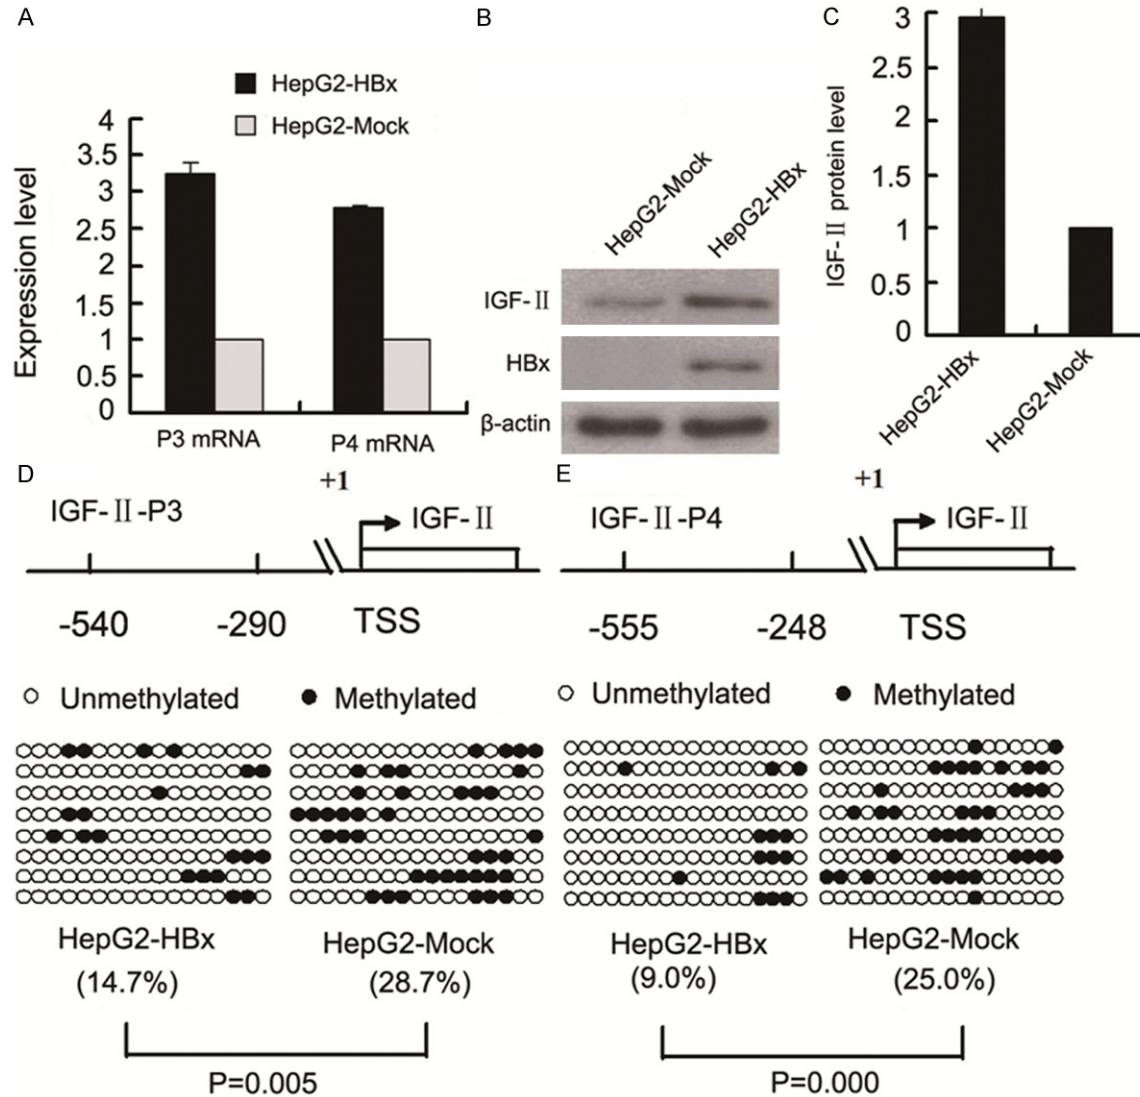 A
HepG2-HBx
HepG2-Mock
Expression level
4
3.5
3
2.5
2
1.5
1
0.5
0
P3 mRNA
P4 mRNA
B
HepG2-Mock
HepG2-HBx
IGF-Ⅱ
HBx
β-actin
C
IGF-Ⅱ protein level
3
2.5
2
1.5
1
0.5
0
HepG2-HBx
HepG2-Mock
D
IGF-Ⅱ-P3
+1
IGF-Ⅱ
-540
-290
TSS
Unmethylated
Methylated
HepG2-HBx
(14.7%)
HepG2-Mock
(28.7%)
P=0.005
E
IGF-Ⅱ-P4
+1
IGF-Ⅱ
-555
-248
TSS
Unmethylated
Methylated
HepG2-HBx
(9.0%)
HepG2-Mock
(25.0%)
P=0.000